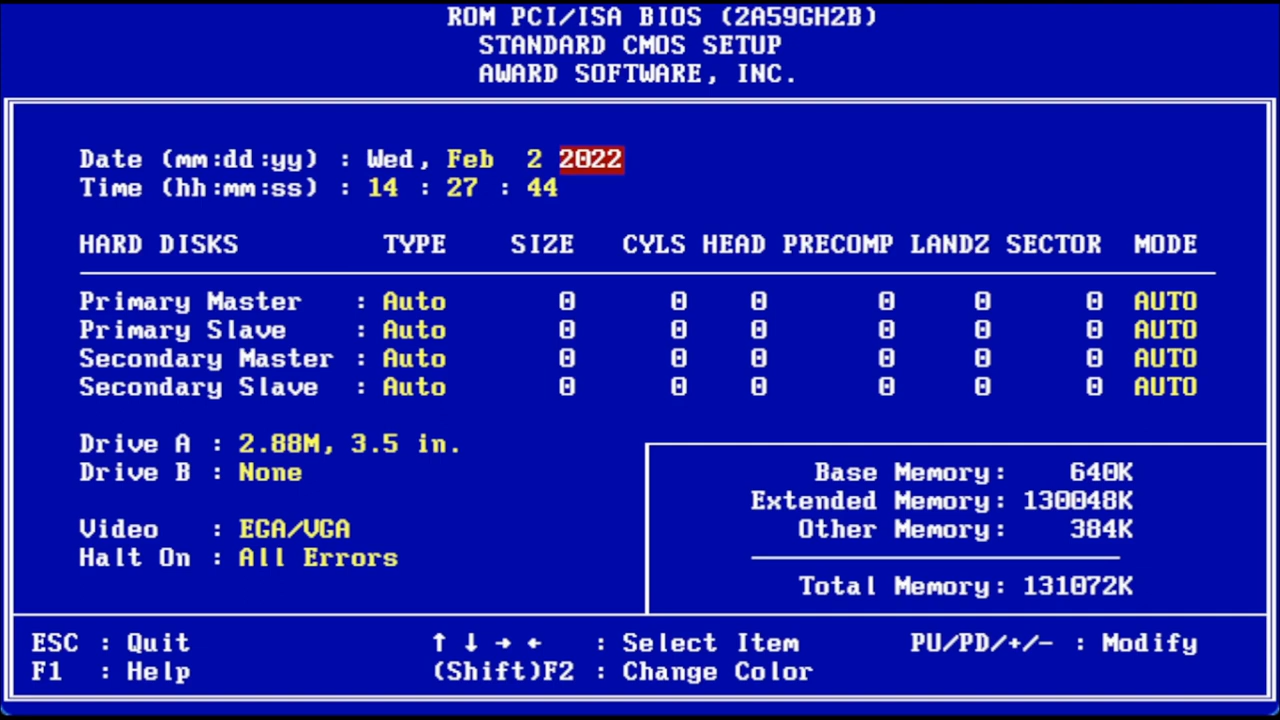 ROM PCI/ISA BIOS (2A59GH2B)
STANDARD CMOS SETUP
AWARD SOFTWARE, INC.
Date (mm:dd:yy) : Wed, Feb  2 2022
Time (hh:mm:ss) : 14 : 27 : 44
HARD DISKS TYPE SIZE CYLS HEAD PRECOMP LANDZ SECTOR MODE
Primary Master : Auto 0 0 0 0 0 0 AUTO
Primary Slave : Auto 0 0 0 0 0 0 AUTO
Secondary Master : Auto 0 0 0 0 0 0 AUTO
Secondary Slave : Auto 0 0 0 0 0 0 AUTO
Drive A : 2.88M, 3.5 in.
Drive B : None
Video : EGA/VGA
Halt On : All Errors
Base Memory: 640K
Extended Memory: 130048K
Other Memory: 384K
Total Memory: 131072K
ESC : Quit ↑ ↓ → ← : Select Item PU/PD/+/- : Modify
F1 : Help (Shift)F2 : Change Color